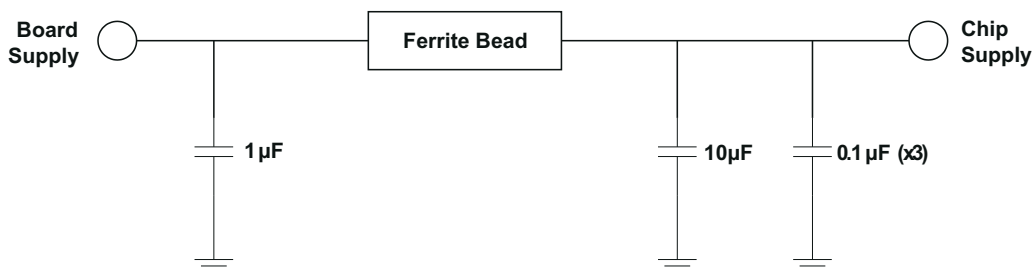 Board
Supply
Ferrite Bead
Chip
Supply
1 µF
10µF
0.1 µF (x3)